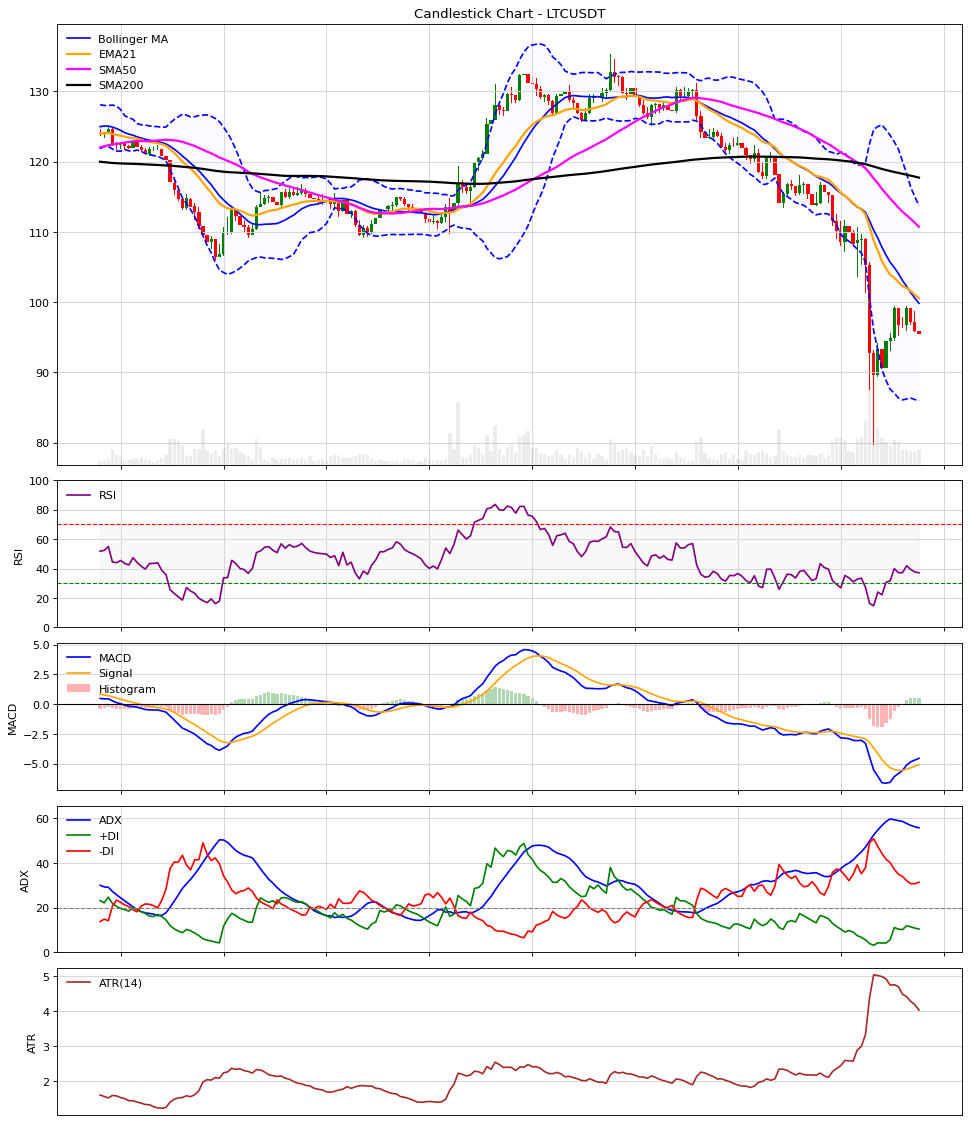 Candlestick Chart - LTCUSDT
Bollinger MA
EMA21
SMA50
SMA200
130
120
110
100
90
80
100
RSI
80
60
40
20
0
RSI
5.0
MACD
Signal
2.5
Histogram
0.0
−2.5
−5.0
MACD
60
ADX
+DI
-DI
40
20
0
ADX
5
ATR(14)
4
3
2
ATR